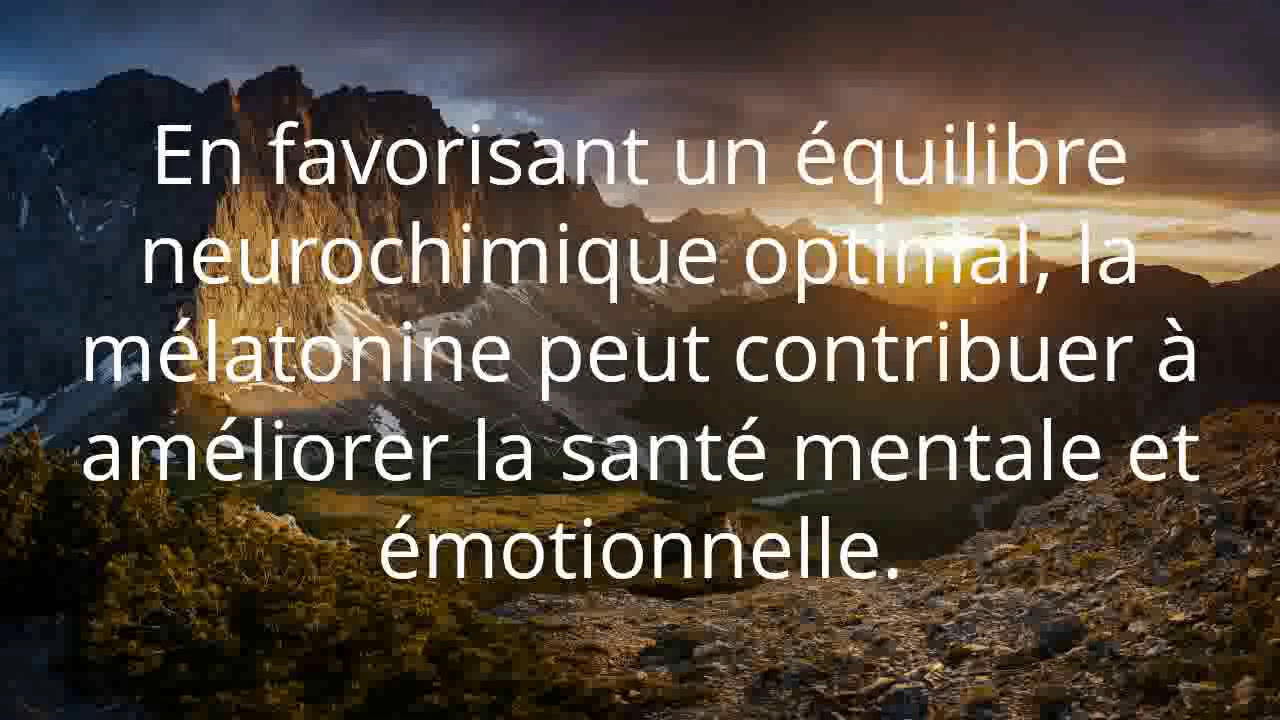 En favorisant un équilibre
neurochimique optimal, la
mélatonine peut contribuer à
améliorer la santé mentale et
émotionnelle.